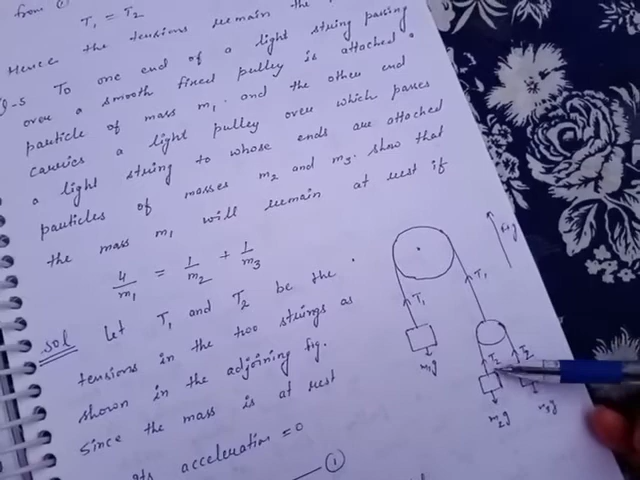 from ①
T₁ = T₂
Hence the tensions remain the
Q-5 To one end of a light string passing
over a smooth fixed pulley is attached a
particle of mass m₁. and the other end
carries a light pulley over which passes
a light string to whose ends are attached
particles of masses m₂ and m₃. show that
the mass m₁ will remain at rest if
4/m₁ = 1/m₂ + 1/m₃
sol Let T₁ and T₂ be the
tensions in the two strings as
shown in the adjoining fig.
Since the mass is at rest
its acceleration = 0
①
T₁
T₁
m₁g
T₂
T₂
m₂g
m₃g